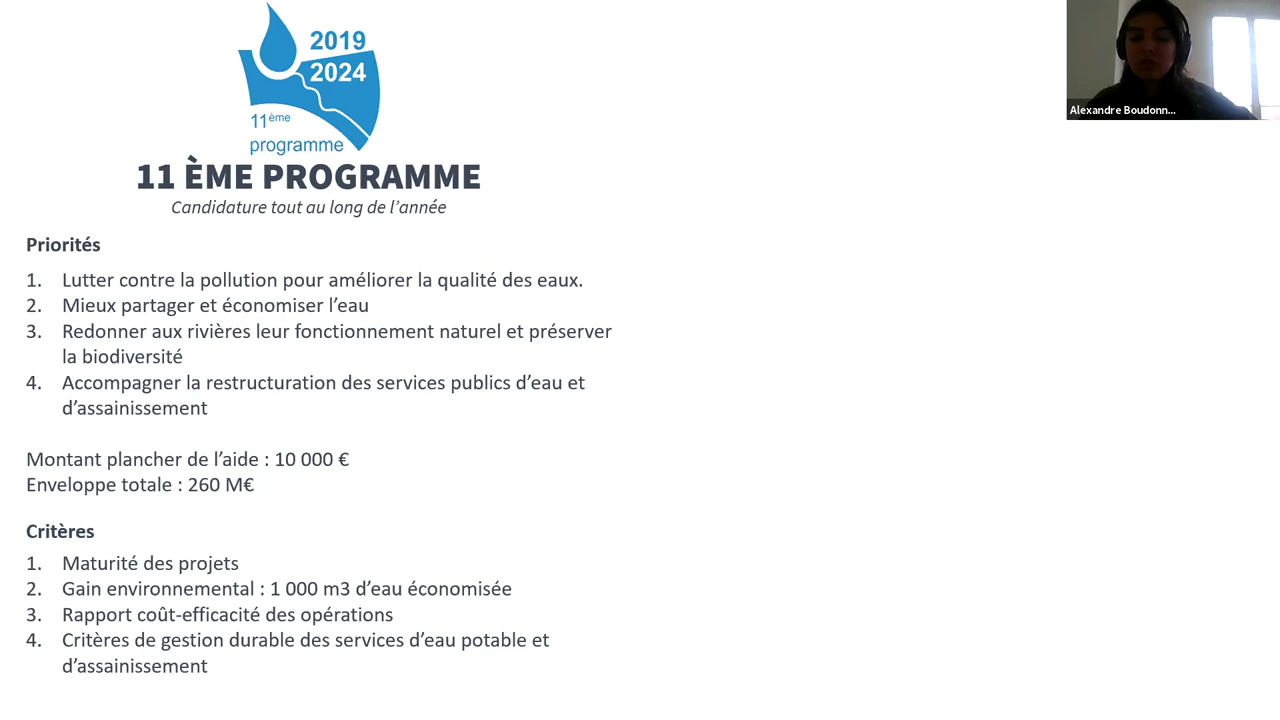 2019
2024
11ème
programme
11 ÈME PROGRAMME
Candidature tout au long de l’année
Priorités
1. Lutter contre la pollution pour améliorer la qualité des eaux.
2. Mieux partager et économiser l’eau
3. Redonner aux rivières leur fonctionnement naturel et préserver
la biodiversité
4. Accompagner la restructuration des services publics d’eau et
d’assainissement
Montant plancher de l’aide : 10 000 €
Enveloppe totale : 260 M€
Critères
1. Maturité des projets
2. Gain environnemental : 1 000 m3 d’eau économisée
3. Rapport coût-efficacité des opérations
4. Critères de gestion durable des services d’eau potable et
d’assainissement
Alexandre Boudonn...